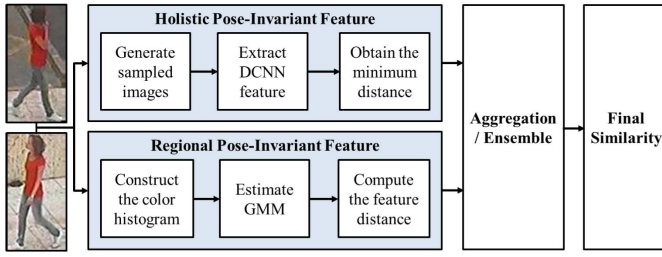 Holistic Pose-Invariant Feature
Generate
sampled
images
Extract
DCNN
feature
Obtain the
minimum
distance
Regional Pose-Invariant Feature
Construct
the color
histogram
Estimate
GMM
Compute
the feature
distance
Aggregation
/ Ensemble
Final
Similarity